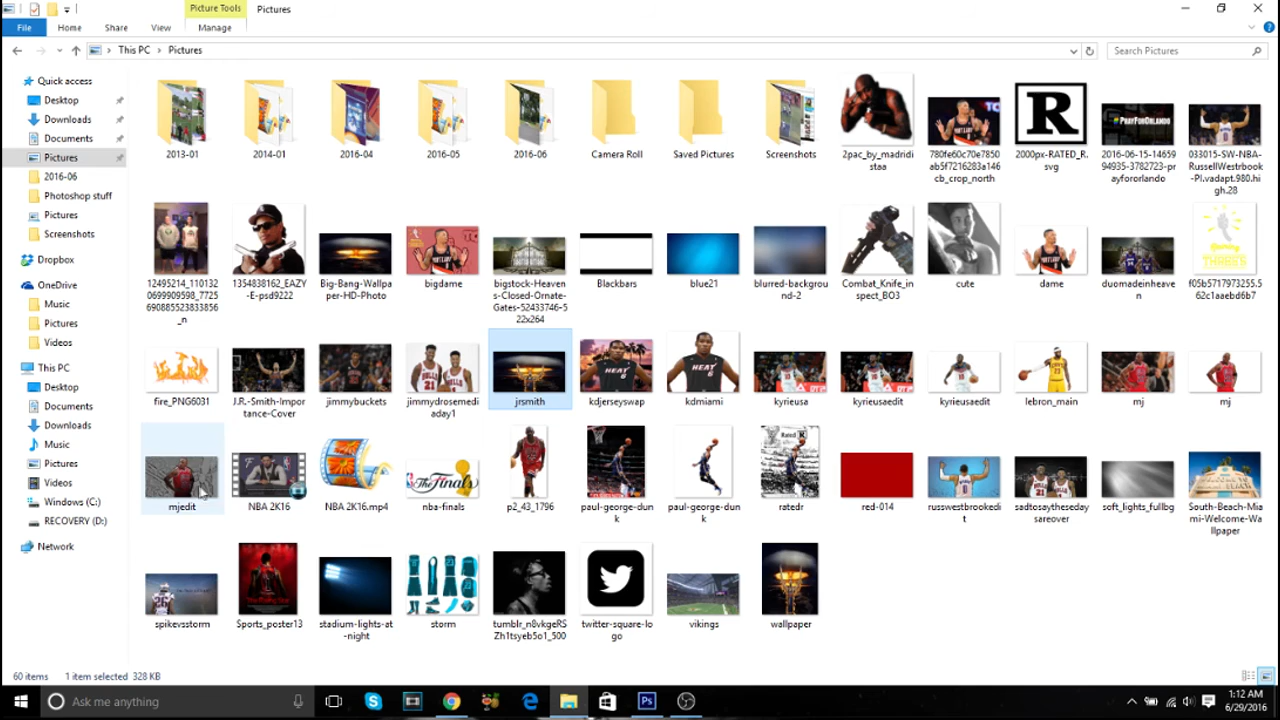 Picture Tools
Pictures
File
Home
Share
View
Manage
This PC
Pictures
Search Pictures
Quick access
Desktop
Downloads
Documents
Pictures
2016-06
Photoshop stuff
Pictures
Screenshots
Dropbox
OneDrive
Music
Pictures
Videos
This PC
Desktop
Documents
Downloads
Music
Pictures
Videos
Windows (C:)
RECOVERY (D:)
Network
2013-01
2014-01
2016-04
2016-05
2016-06
Camera Roll
Saved Pictures
Screenshots
2pac_by_madridi
staa
780fe60c70e7850
ab5f7216283a146
cb_crop_north
R
2000px-RATED_R.
svg
PRAYFORORLANDO
2016-06-15-14659
94935-3782723-pr
ayfororlando
033015-SW-NBA-
RussellWestrbook
-PI.vadapt.980.hi
gh.28
12495214_110132
0699909598_7725
690885523833856
_n
1354838162_EAZY
-E-psd9222
Big-Bang-Wallpa
per-HD-Photo
bigdame
bigstock-Heaven
s-Closed-Ornate-
Gates-52433746-5
22x264
Blackbars
blue21
blurred-backgro
und-2
Combat_Knife_in
spect_BO3
cute
dame
duomadeinheave
n
f05b5717973255.5
62c1aaebd6b7
fire_PNG6031
J.R.-Smith-Impor
tance-Cover
jimmybuckets
jimmydrosemedi
aday1
jrsmith
kdjerseyswap
kdmiami
kyrieusa
kyrieusaedit
kyrieusaedit
lebron_main
mj
mj
mjedit
NBA 2K16
NBA 2K16.mp4
The Finals
nba-finals
p2_43_1796
paul-george-dun
k
paul-george-dun
k
Rated R
ratedr
red-014
russwestbrookedi
t
sadtosaytheseday
sareover
soft_lights_fullbg
South-Beach-Mia
mi-Welcome-Wa
llpaper
spikevsstorm
Sports_poster13
stadium-lights-at
-night
storm
tumblr_n8vkgeRS
Zh1tsyeb5o1_500
twitter-square-lo
go
vikings
wallpaper
60 items
1 item selected 328 KB
Ask me anything
1:12 AM
6/29/2016